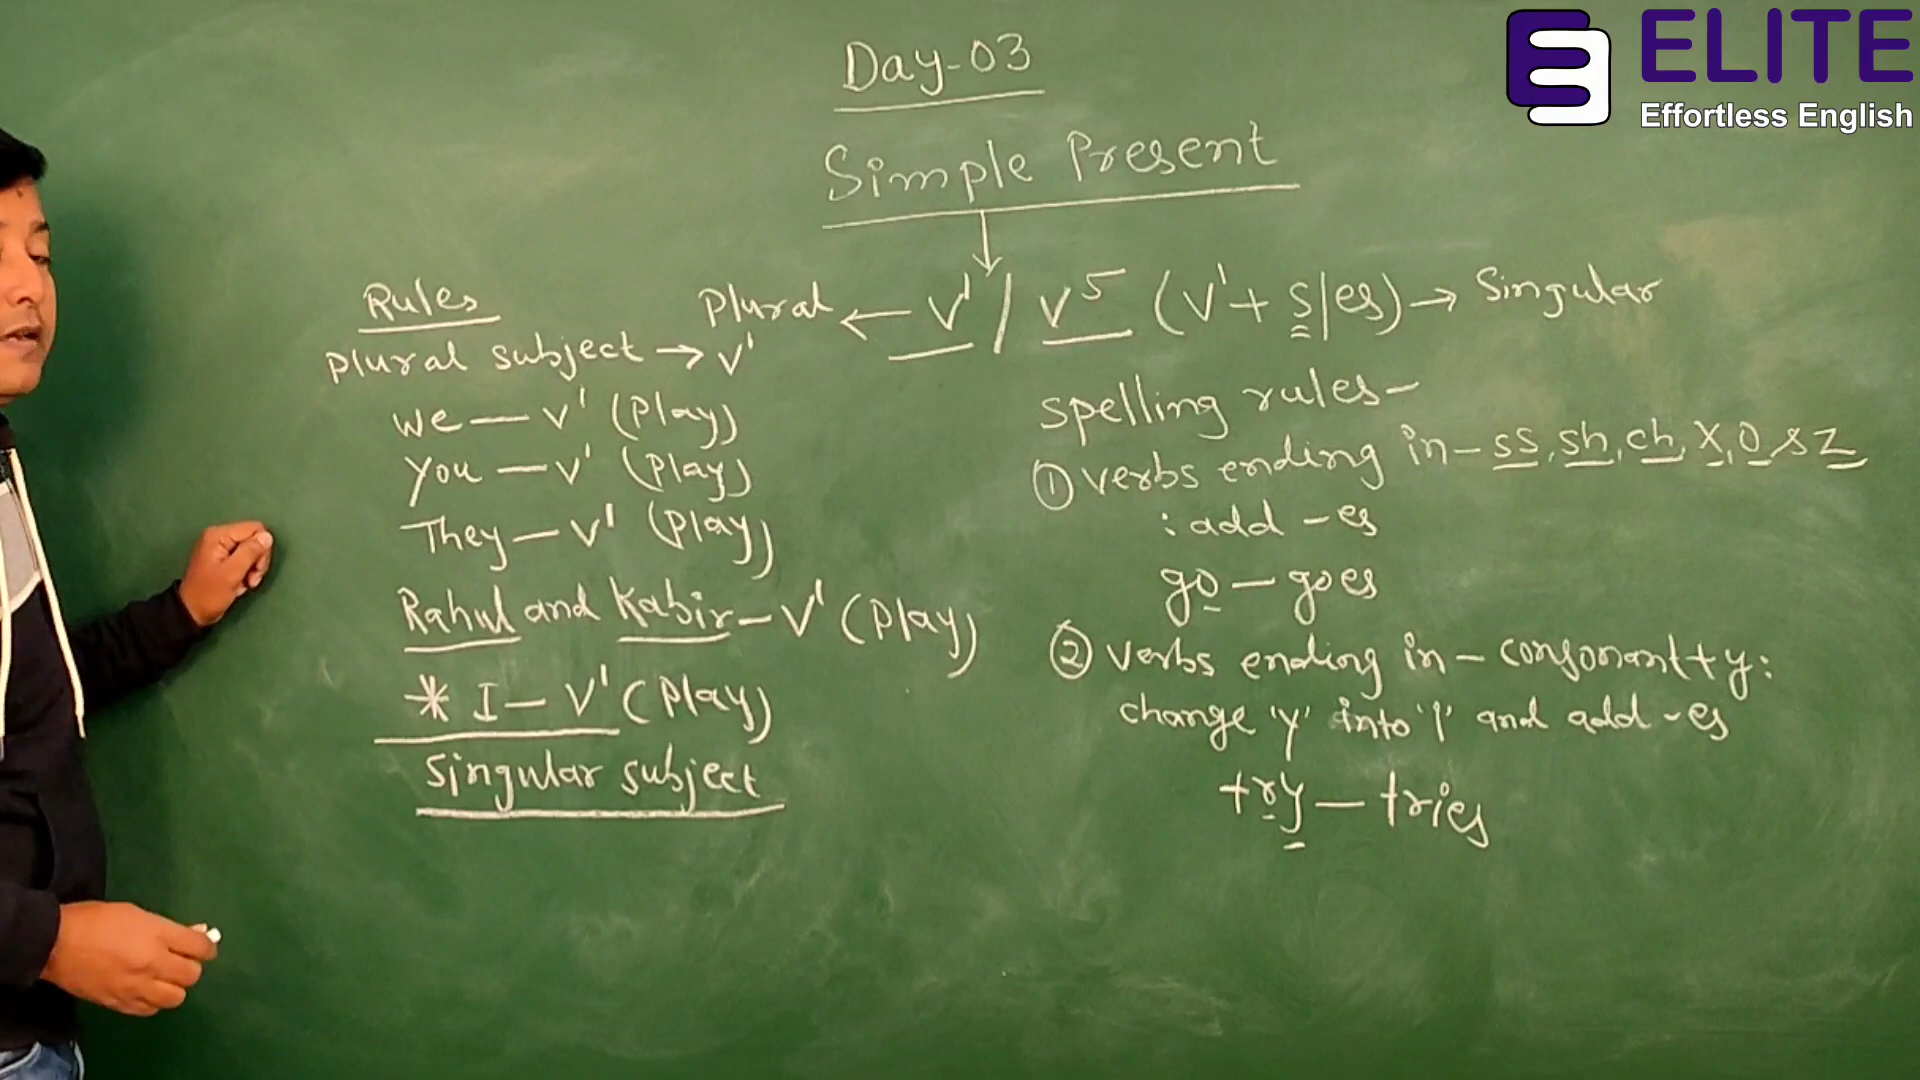 ELITE
Effortless English
Day-03
Simple Present
Plural ← V¹ / V⁵ (V¹+ s/es) → Singular
Rules
Plural subject → V¹
We — V¹ (Play)
You — V¹ (Play)
They — V¹ (Play)
Rahul and Kabir — V¹ (Play)
* I — V¹ (Play)
Singular subject
Spelling rules-
① Verbs ending in - ss, sh, ch, x, o, & z
: add - es
go — goes
② Verbs ending in - consonant + y:
change 'y' into 'i' and add - es
try — tries